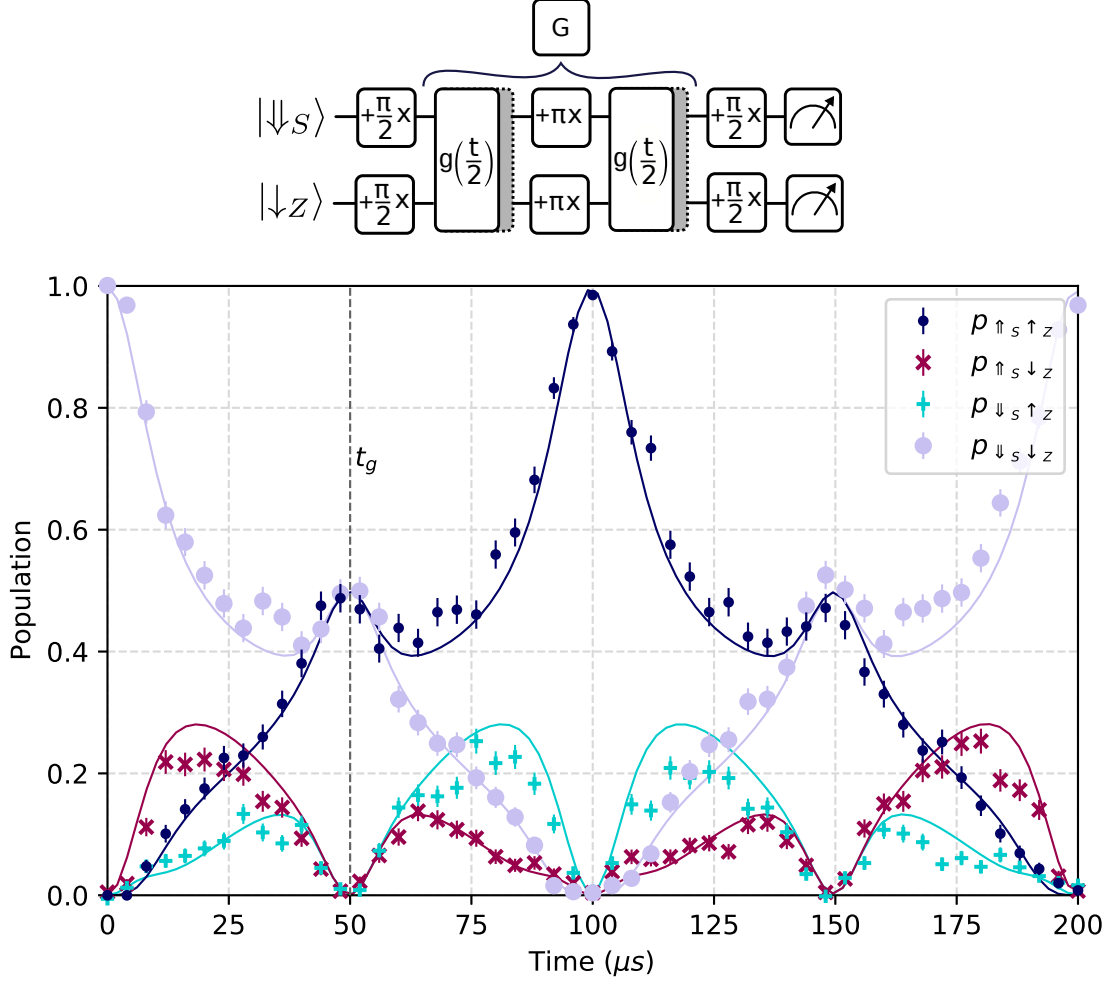 G
|⇓S⟩ +π/2 x g(t/2) +πx g(t/2) +π/2 x
|↓Z⟩ +π/2 x +πx +π/2 x
1.0
0.8
0.6
0.4
0.2
0.0
Population
tg
p⇑S↑Z
p⇑S↓Z
p⇓S↑Z
p⇓S↓Z
0 25 50 75 100 125 150 175 200
Time (μs)